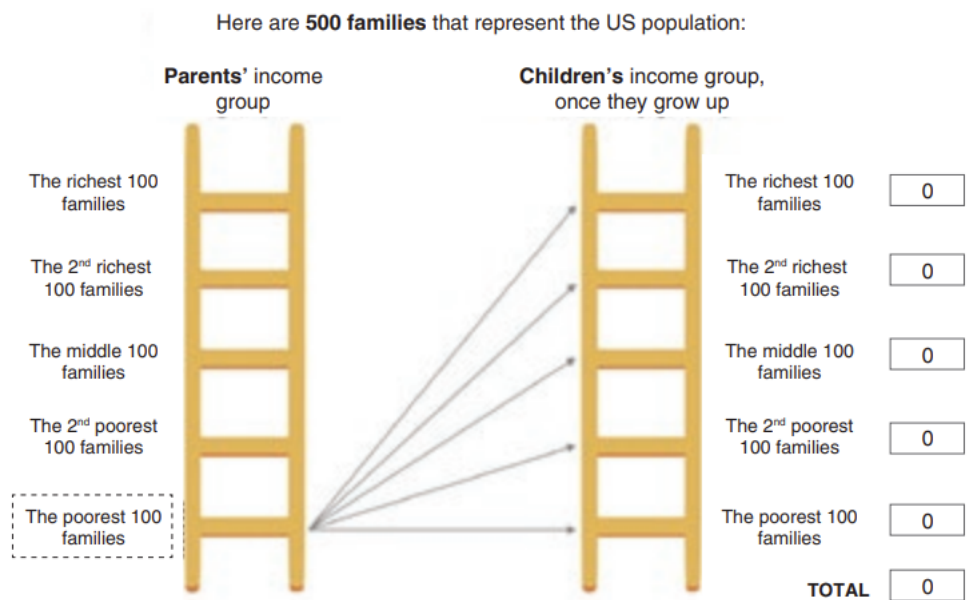 Here are 500 families that represent the US population:
Parents' income
group
Children's income group,
once they grow up
The richest 100
families
The richest 100
families
0
The 2nd richest
100 families
The 2nd richest
100 families
0
The middle 100
families
The middle 100
families
0
The 2nd poorest
100 families
The 2nd poorest
100 families
0
The poorest 100
families
The poorest 100
families
0
TOTAL 0